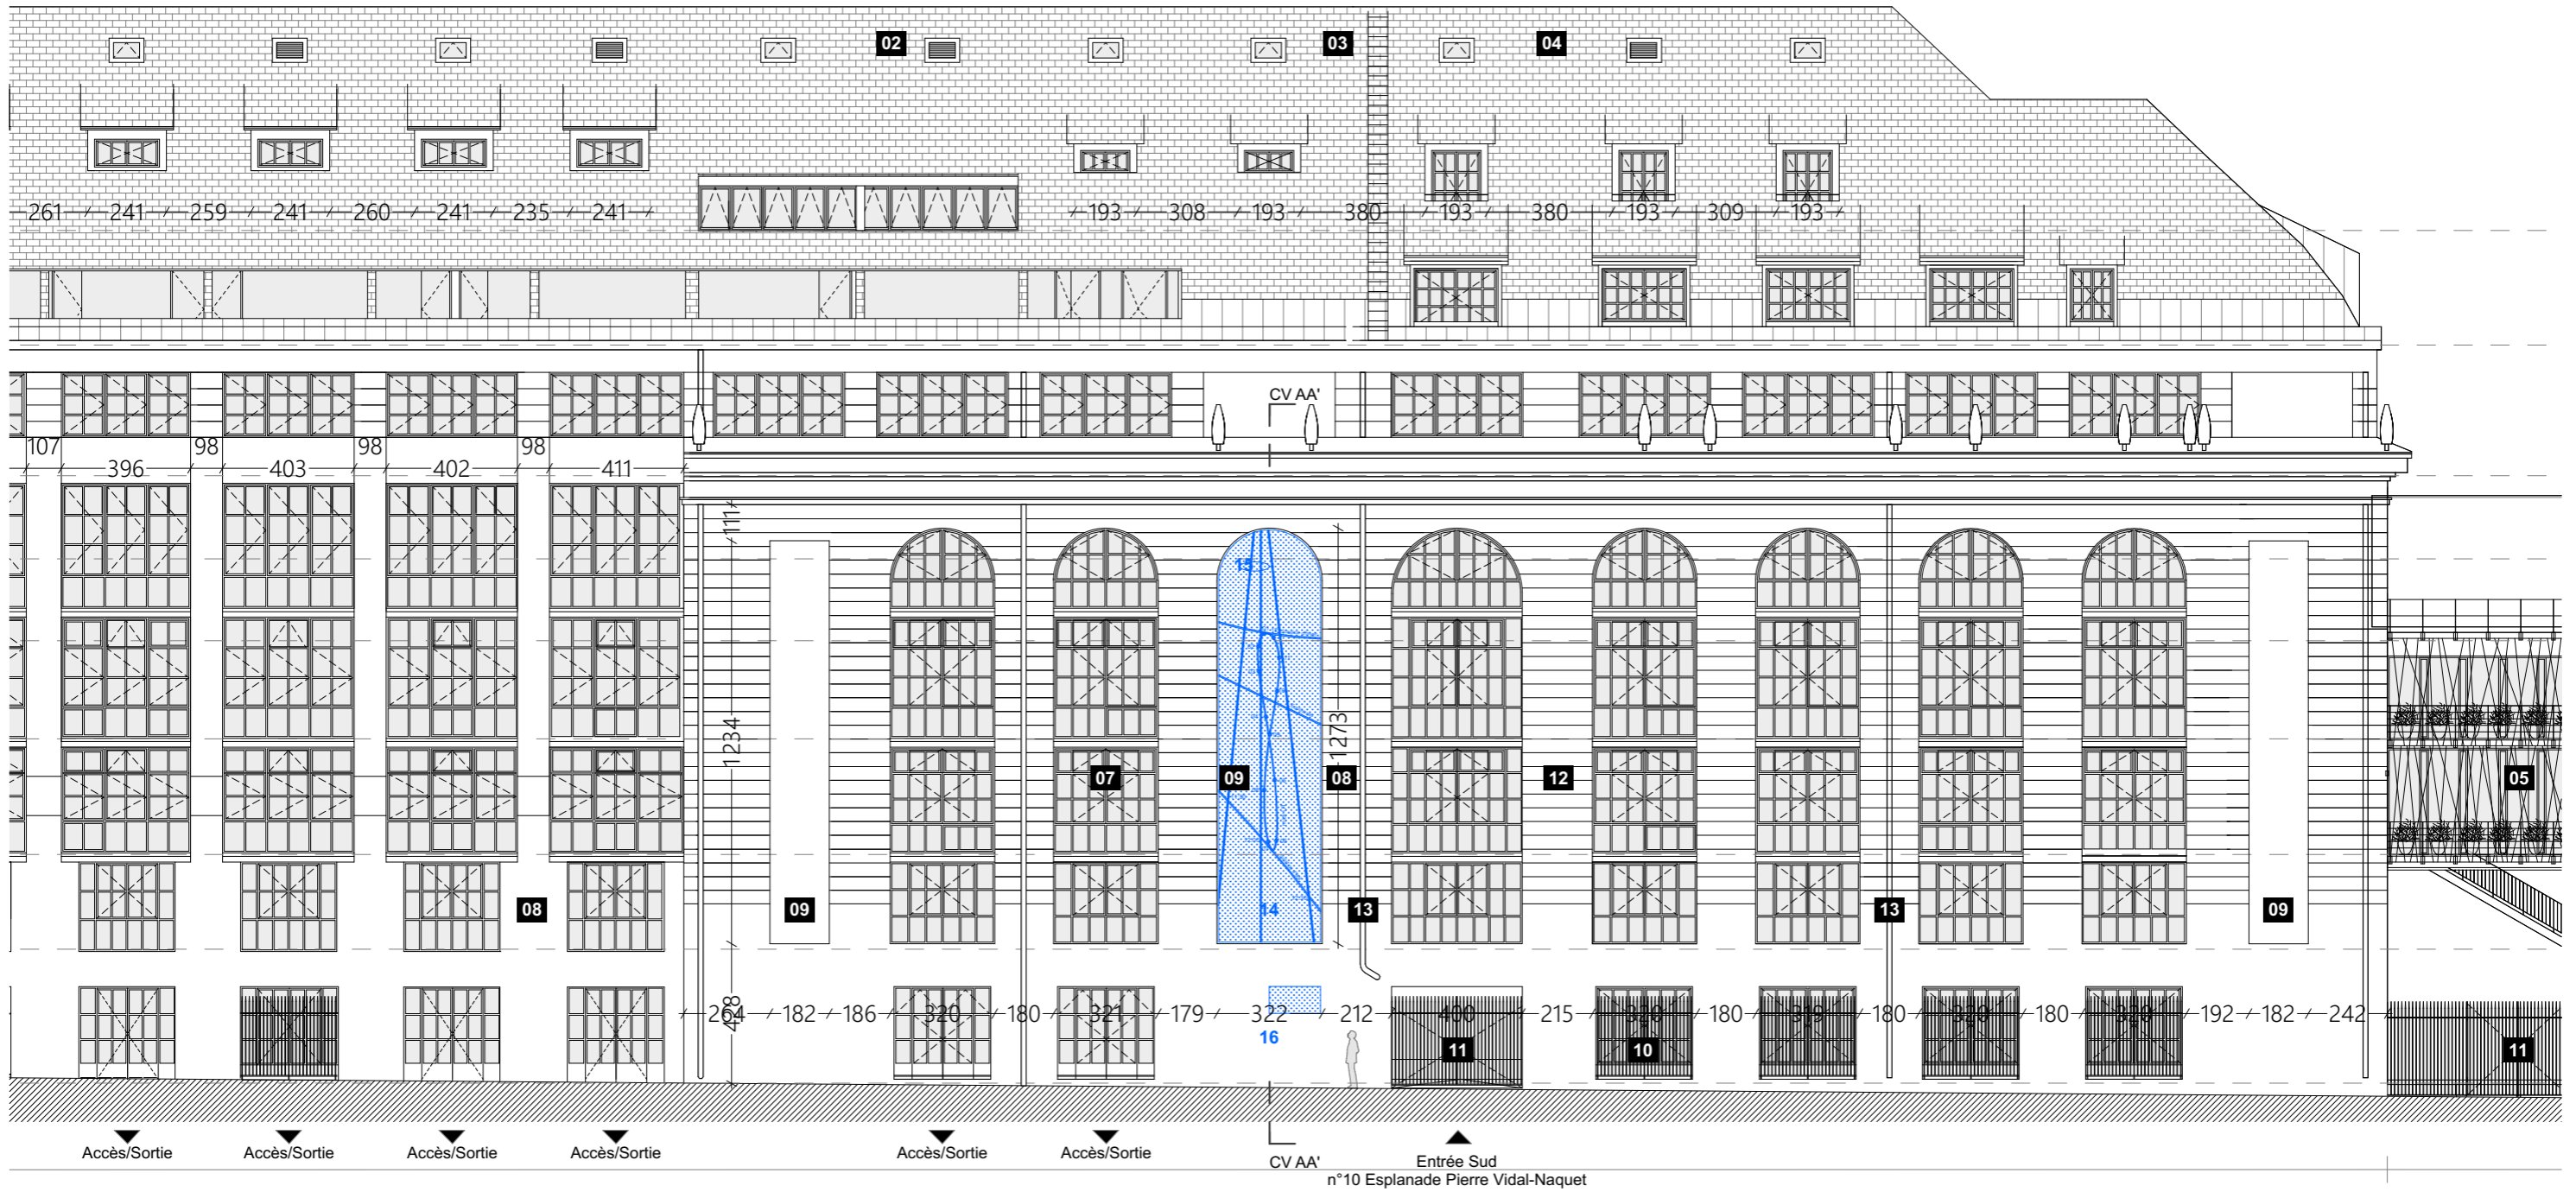 02 03 04
261 241 259 241 260 241 235 241 193 308 193 380 193 380 193 309 193
CV AA'
107 98 98 98
396 403 402 411
111
15
1234 1273
07 09 08 12 05
08 09 14 13 13 09
428
264 182 186 320 180 321 179 322 212 400 215 320 180 319 180 320 180 320 192 182 242
16 11 10 11
Accès/Sortie Accès/Sortie Accès/Sortie Accès/Sortie Accès/Sortie Accès/Sortie
CV AA' Entrée Sud
n°10 Esplanade Pierre Vidal-Naquet